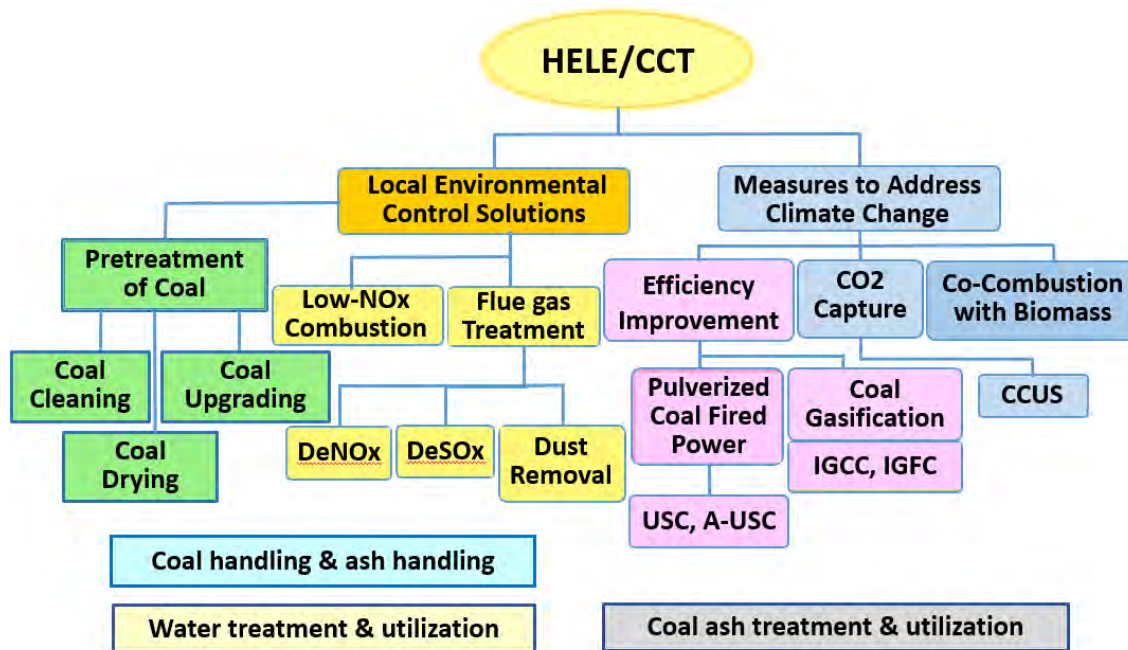 HELE/CCT
Local Environmental
Control Solutions
Measures to Address
Climate Change
Pretreatment
of Coal
Low-NOx
Combustion
Flue gas
Treatment
Efficiency
Improvement
CO2
Capture
Co-Combustion
with Biomass
Coal
Cleaning
Coal
Upgrading
Coal
Drying
DeNOx
DeSOx
Dust
Removal
Pulverized
Coal Fired
Power
Coal
Gasification
CCUS
IGCC, IGFC
USC, A-USC
Coal handling & ash handling
Water treatment & utilization
Coal ash treatment & utilization